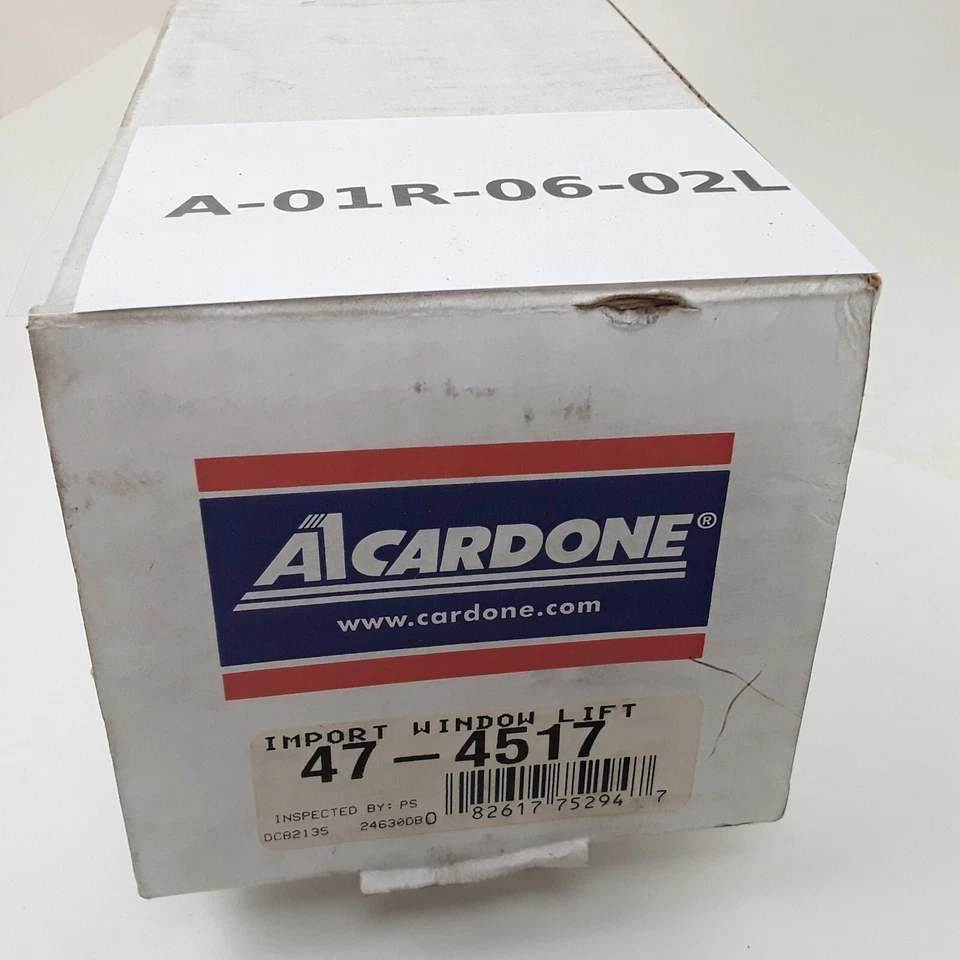 A-01R-06-02L
A1CARDONE®
www.cardone.com
IMPORT WINDOW LIFT
47-4517
INSPECTED BY: PS
DCB2135 24630DB
0 82617 75294 7